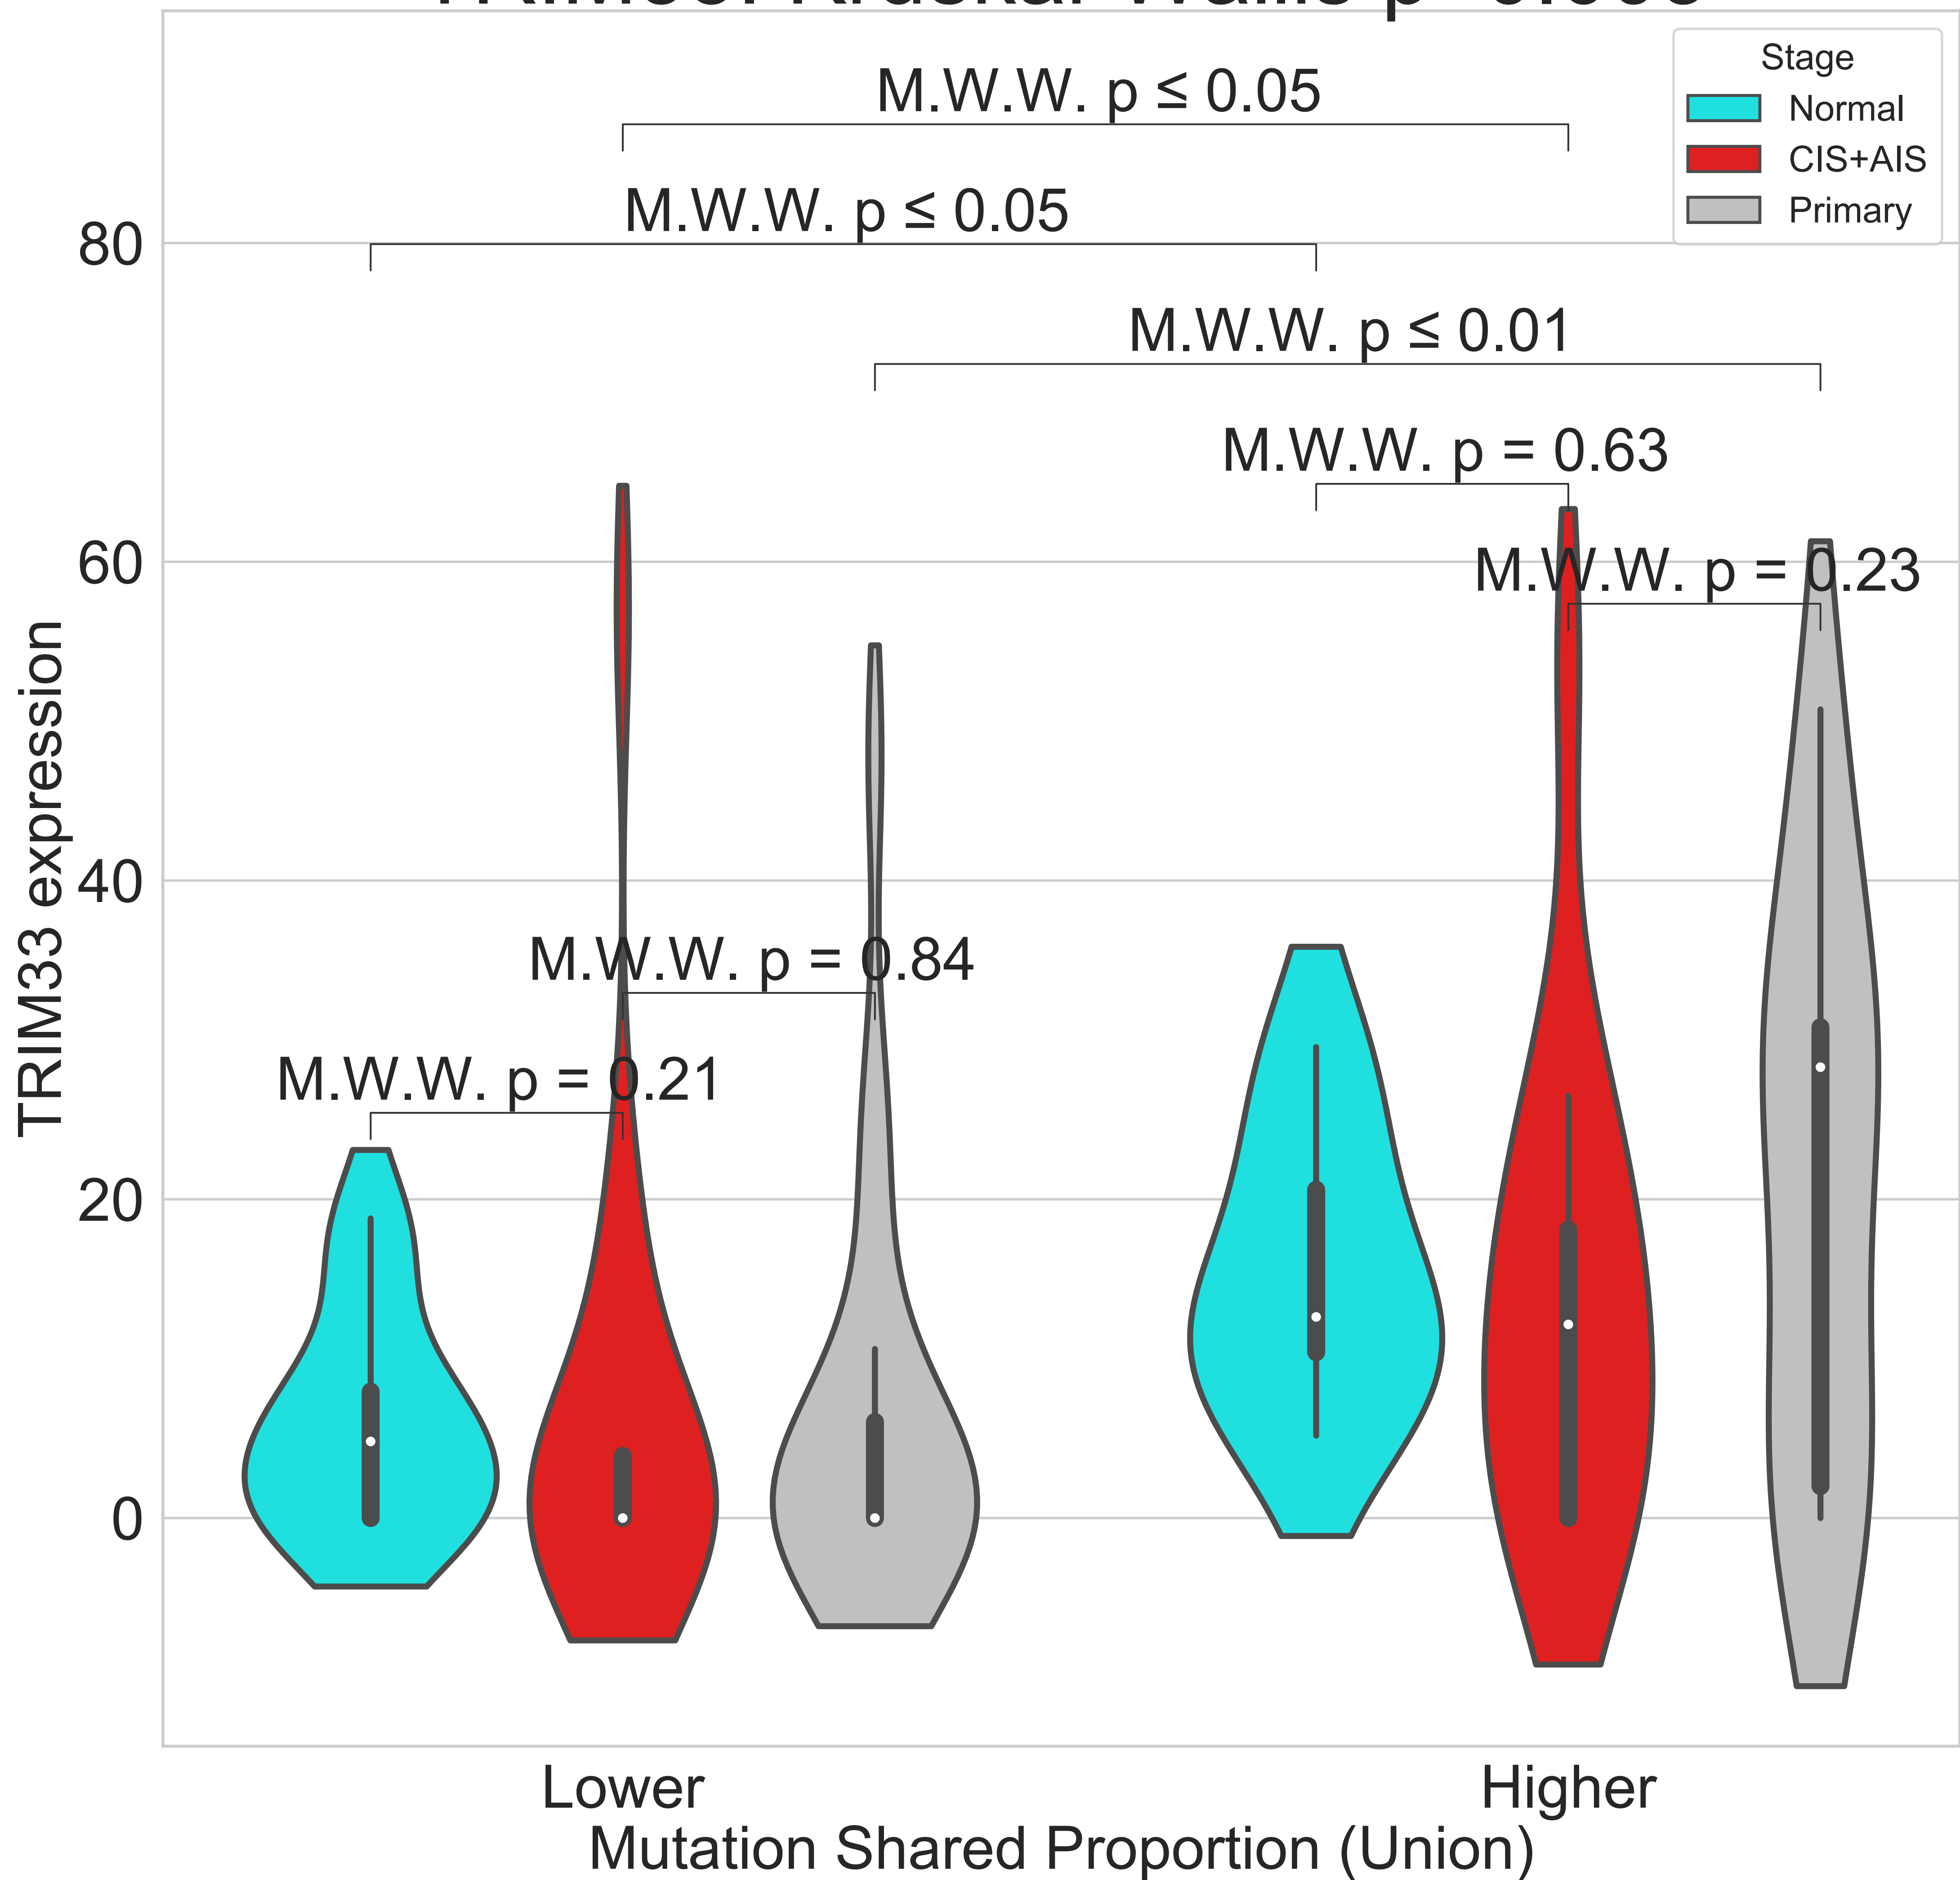 Stage
Normal
CIS+AIS
Primary
M.W.W. p ≤ 0.05
M.W.W. p ≤ 0.05
M.W.W. p ≤ 0.01
M.W.W. p = 0.63
M.W.W. p = 0.23
M.W.W. p = 0.84
M.W.W. p = 0.21
80
60
40
20
0
TRIM33 expression
Lower
Higher
Mutation Shared Proportion (Union)